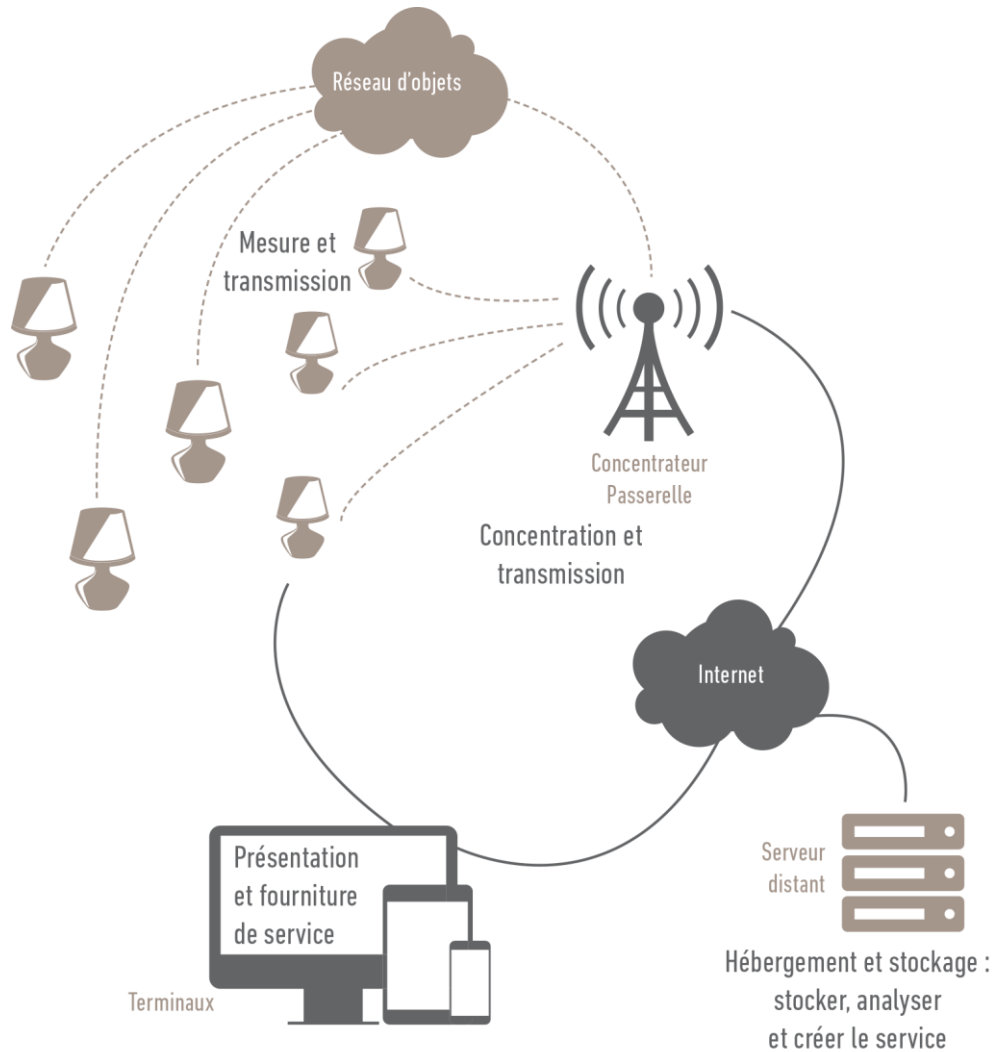 Réseau d'objets
Mesure et
transmission
Concentrateur
Passerelle
Concentration et
transmission
Internet
Présentation
et fourniture
de service
Terminaux
Serveur
distant
Hébergement et stockage :
stocker, analyser
et créer le service